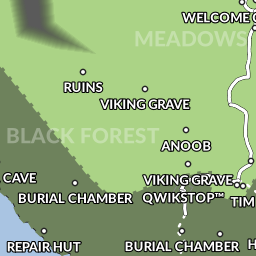 WELCOME
MEADOWS
RUINS
VIKING GRAVE
BLACK FOREST
ANOOB
CAVE
VIKING GRAVE
BURIAL CHAMBER
QWIKSTOP™
TIM
REPAIR HUT
BURIAL CHAMBER
H